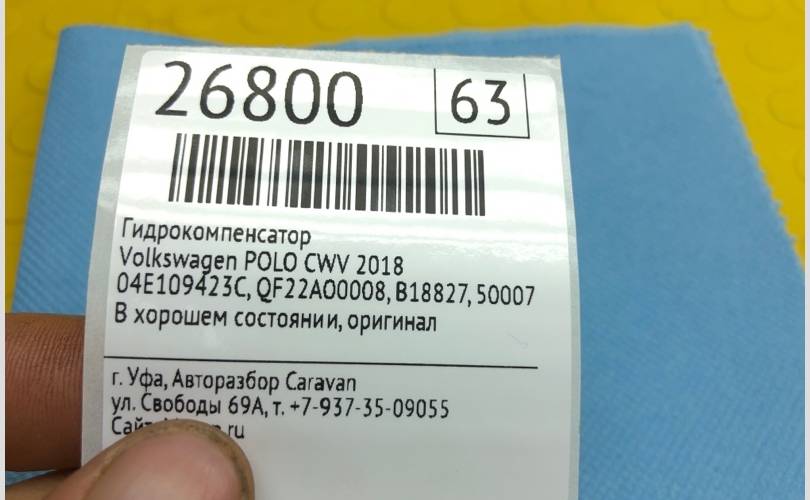 26800
63
Гидрокомпенсатор
Volkswagen POLO CWV 2018
04E109423C, QF22A00008, B18827, 50007
В хорошем состоянии, оригинал
г. Уфа, Авторазбор Caravan
ул. Свободы 69А, т. +7-937-35-09055